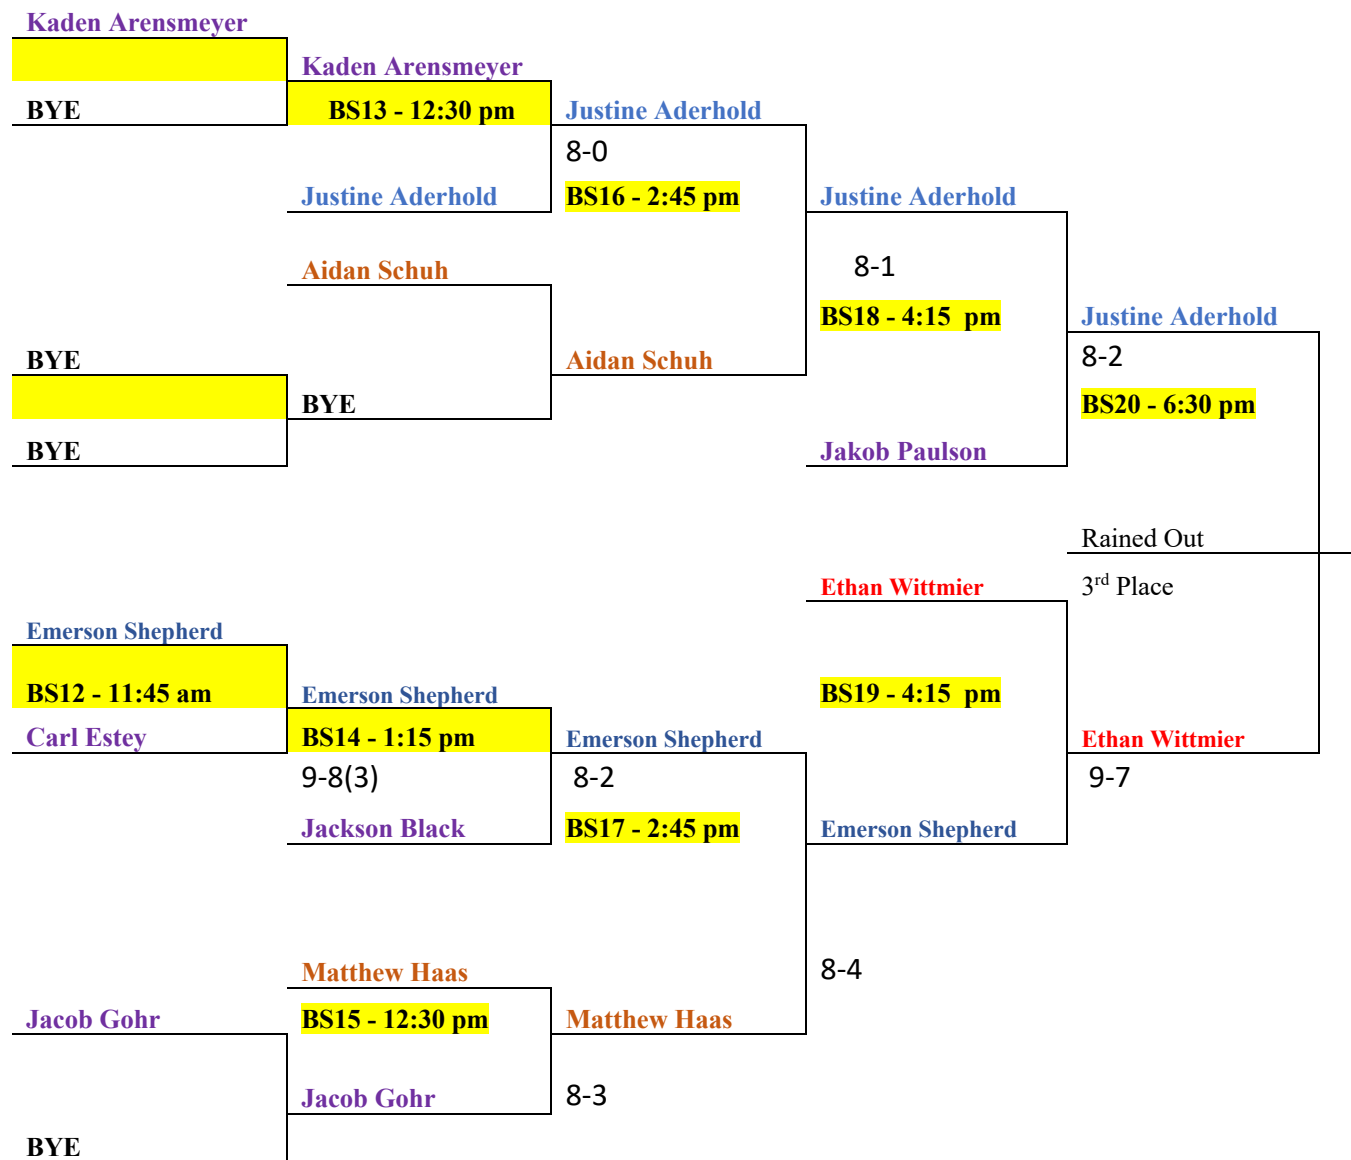 Kaden Arensmeyer
Kaden Arensmeyer
BYE
BS13 - 12:30 pm
Justine Aderhold
8-0
Justine Aderhold
BS16 - 2:45 pm
Justine Aderhold
Aidan Schuh
8-1
BS18 - 4:15 pm
Justine Aderhold
BYE
Aidan Schuh
8-2
BYE
BS20 - 6:30 pm
BYE
Jakob Paulson
Rained Out
Ethan Wittmier
3rd Place
Emerson Shepherd
BS12 - 11:45 am
Emerson Shepherd
BS19 - 4:15 pm
Carl Estey
BS14 - 1:15 pm
Emerson Shepherd
Ethan Wittmier
9-8(3)
8-2
9-7
Jackson Black
BS17 - 2:45 pm
Emerson Shepherd
Matthew Haas
8-4
Jacob Gohr
BS15 - 12:30 pm
Matthew Haas
Jacob Gohr
8-3
BYE